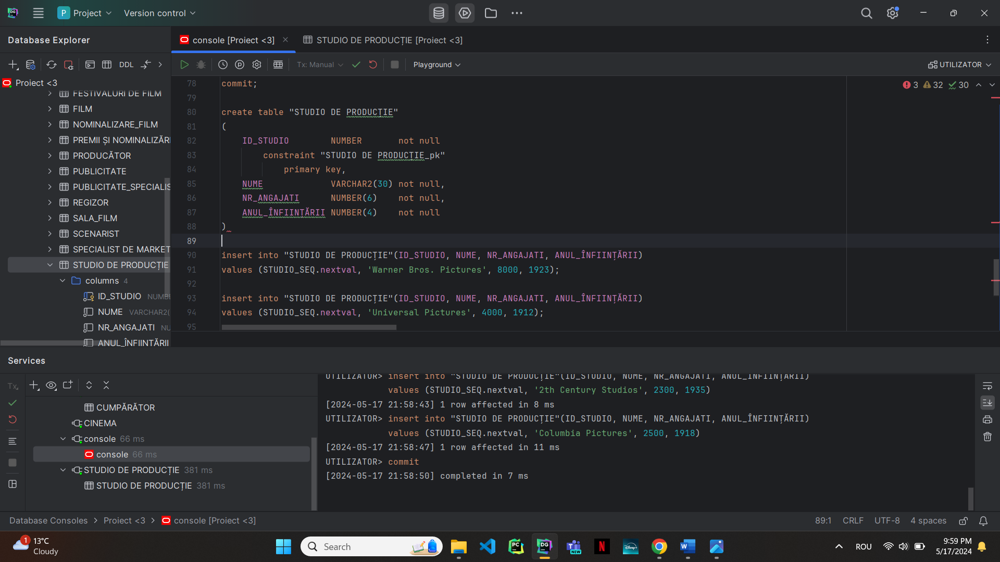 P Project
Version control
Database Explorer
console [Proiect <3]
STUDIO DE PRODUCȚIE [Proiect <3]
DDL
Tx: Manual
Playground
UTILIZATOR
Proiect <3
FESTIVALURI DE FILM
FILM
NOMINALIZARE_FILM
PREMII ȘI NOMINALIZĂRI
PRODUCĂTOR
PUBLICITATE
PUBLICITATE_SPECIALIS
REGIZOR
SALA_FILM
SCENARIST
SPECIALIST DE MARKET
STUDIO DE PRODUCȚIE
columns 4
ID_STUDIO NUMB
NUME VARCHAR2(
NR_ANGAJATI NU
ANUL_ÎNFIINȚĂRII
3 32 30
78 commit;
79
80 create table "STUDIO DE PRODUCȚIE"
81 (
82 ID_STUDIO NUMBER not null
83 constraint "STUDIO DE PRODUCȚIE_pk"
84 primary key,
85 NUME VARCHAR2(30) not null,
86 NR_ANGAJATI NUMBER(6) not null,
87 ANUL_ÎNFIINȚĂRII NUMBER(4) not null
88 )
89
90 insert into "STUDIO DE PRODUCȚIE"(ID_STUDIO, NUME, NR_ANGAJATI, ANUL_ÎNFIINȚĂRII)
91 values (STUDIO_SEQ.nextval, 'Warner Bros. Pictures', 8000, 1923);
92
93 insert into "STUDIO DE PRODUCȚIE"(ID_STUDIO, NUME, NR_ANGAJATI, ANUL_ÎNFIINȚĂRII)
94 values (STUDIO_SEQ.nextval, 'Universal Pictures', 4000, 1912);
95
Services
Tx
CUMPĂRĂTOR
CINEMA
console 66 ms
console 66 ms
STUDIO DE PRODUCȚIE 381 ms
STUDIO DE PRODUCȚIE 381 ms
UTILIZATOR> insert into "STUDIO DE PRODUCȚIE"(ID_STUDIO, NUME, NR_ANGAJATI, ANUL_ÎNFIINȚĂRII)
values (STUDIO_SEQ.nextval, '2th Century Studios', 2300, 1935)
[2024-05-17 21:58:43] 1 row affected in 8 ms
UTILIZATOR> insert into "STUDIO DE PRODUCȚIE"(ID_STUDIO, NUME, NR_ANGAJATI, ANUL_ÎNFIINȚĂRII)
values (STUDIO_SEQ.nextval, 'Columbia Pictures', 2500, 1918)
[2024-05-17 21:58:47] 1 row affected in 11 ms
UTILIZATOR> commit
[2024-05-17 21:58:50] completed in 7 ms
Database Consoles > Proiect <3 > console [Proiect <3]
89:1 CRLF UTF-8 4 spaces
1
13°C
Cloudy
Search
PC
DG
NEW
N
Disney+
W
ROU
9:59 PM
5/17/2024